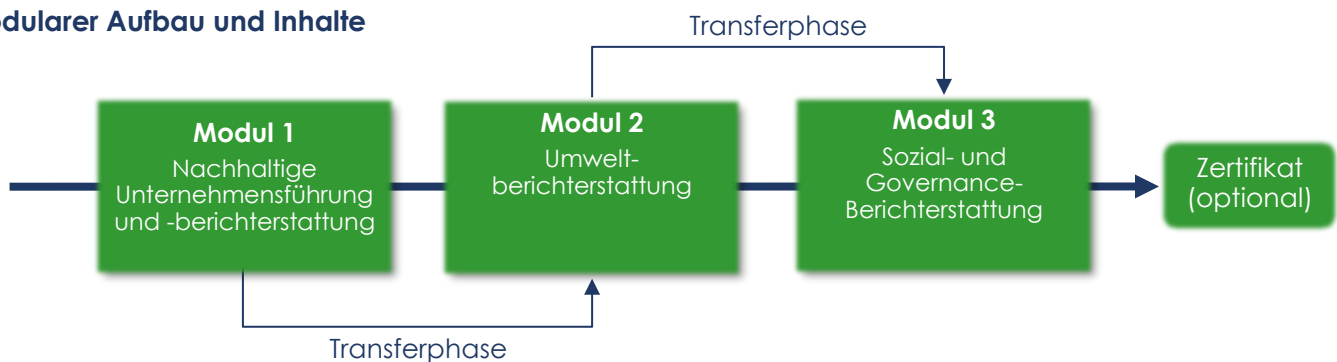 dularer Aufbau und Inhalte
Transferphase
Modul 1
Nachhaltige
Unternehmensführung
und -berichterstattung
Modul 2
Umwelt-
berichterstattung
Modul 3
Sozial- und
Governance-
Berichterstattung
Zertifikat
(optional)
Transferphase